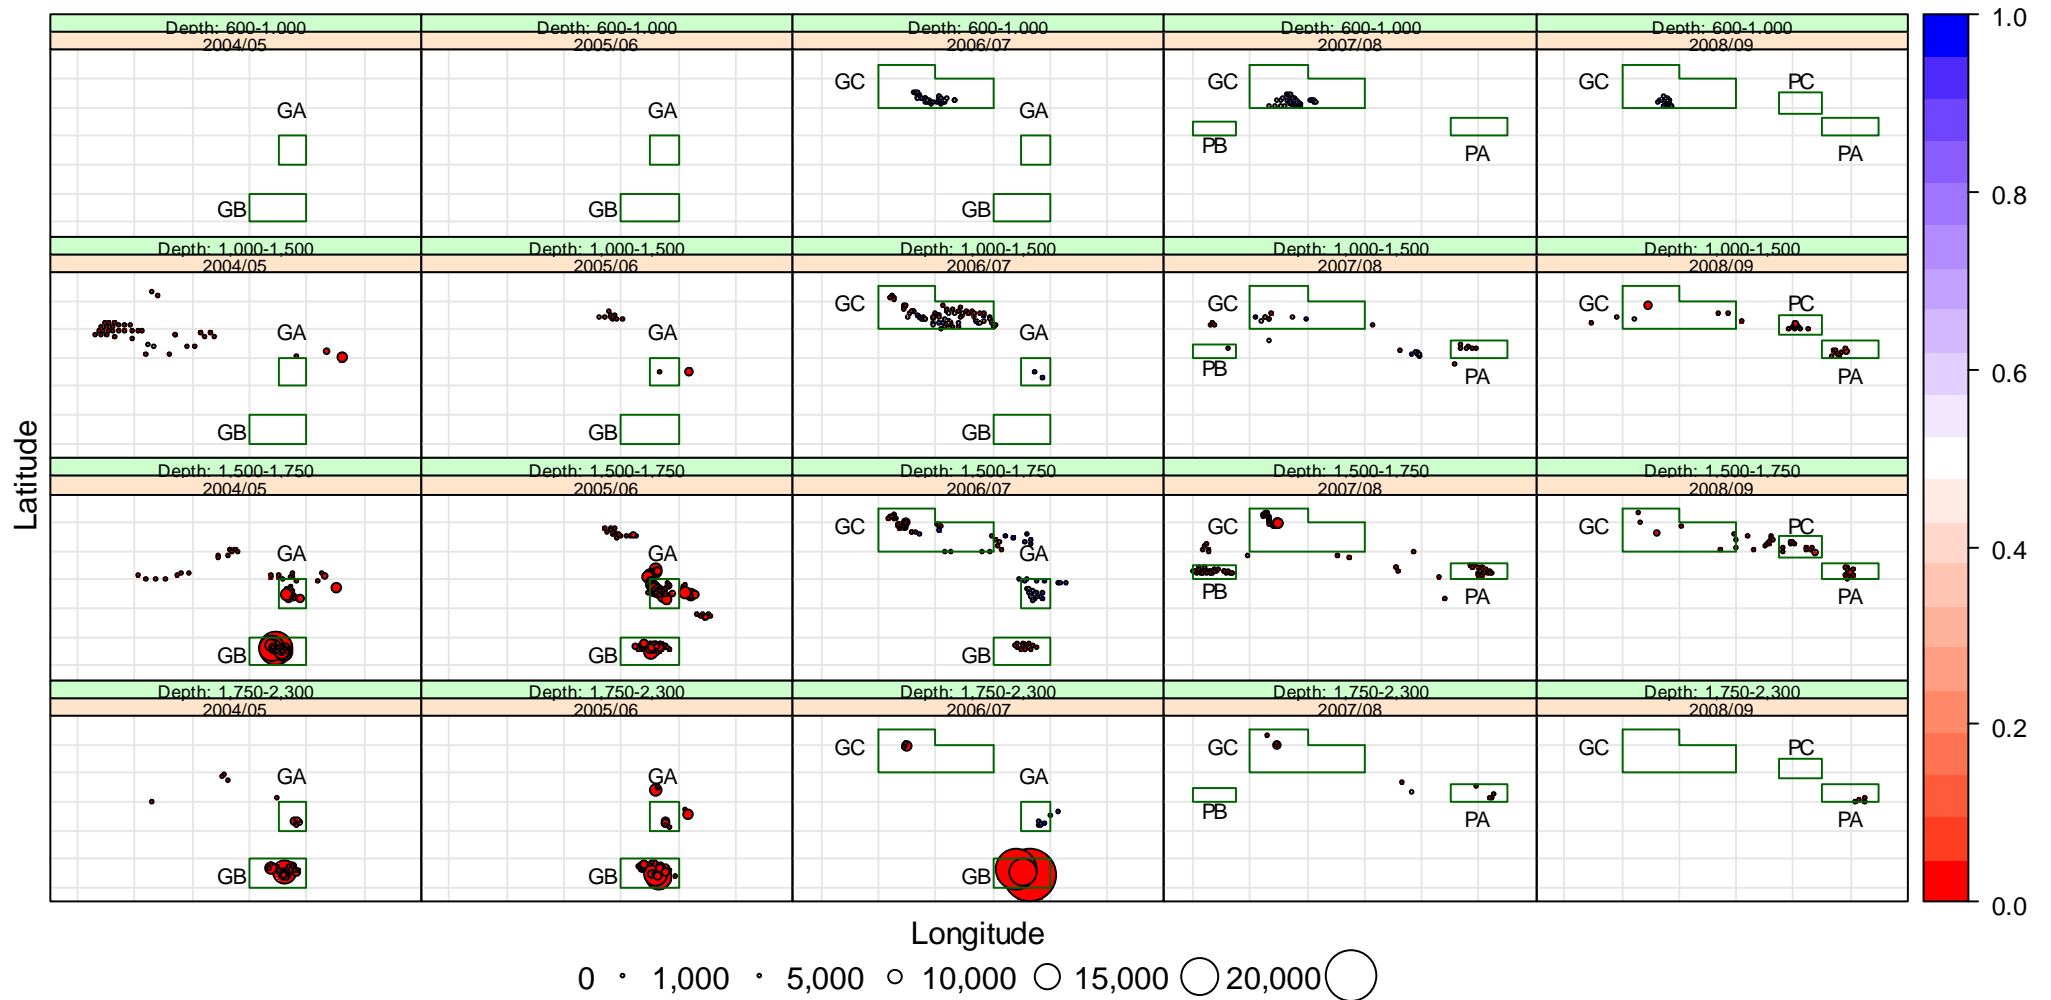 Depth: 600-1,000 Depth: 600-1,000 Depth: 600-1,000 Depth: 600-1,000 Depth: 600-1,000 1.0
2004/05 2005/06 2006/07 2007/08 2008/09
GC GC GC PC
GA GA GA
PB PA PA
0.8
GB GB GB
Depth: 1,000-1,500 Depth: 1,000-1,500 Depth: 1,000-1,500 Depth: 1,000-1,500 Depth: 1,000-1,500
2004/05 2005/06 2006/07 2007/08 2008/09
GC GC GC PC
GA GA GA
PB PA PA
0.6
GB GB GB
Latitude
Depth: 1,500-1,750 Depth: 1,500-1,750 Depth: 1,500-1,750 Depth: 1,500-1,750 Depth: 1,500-1,750
2004/05 2005/06 2006/07 2007/08 2008/09
GC GC GC PC
GA GA GA
0.4
PB PA PA
GB GB GB
Depth: 1,750-2,300 Depth: 1,750-2,300 Depth: 1,750-2,300 Depth: 1,750-2,300 Depth: 1,750-2,300
2004/05 2005/06 2006/07 2007/08 2008/09
0.2
GC GC GC PC
GA GA GA
PB PA PA
GB GB GB
0.0
Longitude
0 1,000 5,000 10,000 15,000 20,000